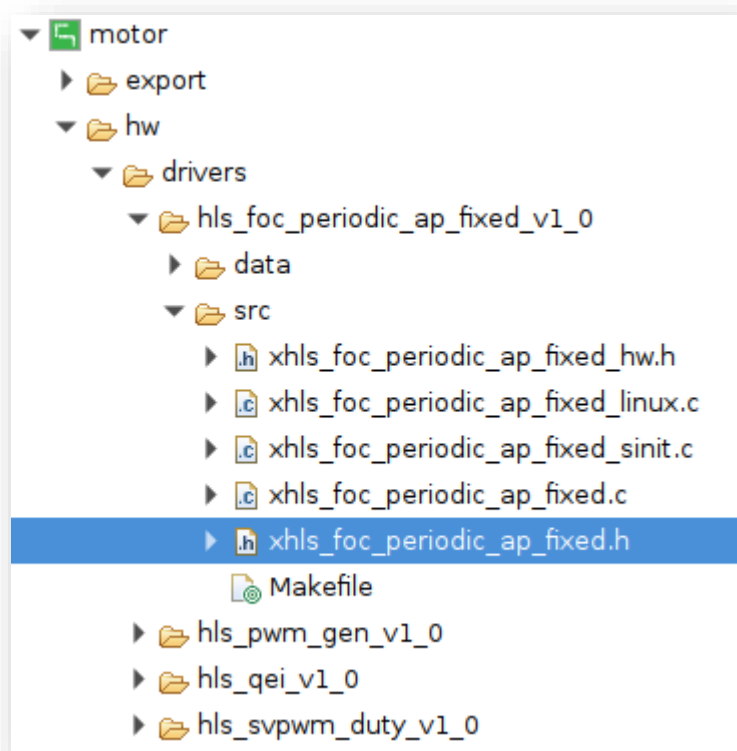 motor
export
hw
drivers
hls_foc_periodic_ap_fixed_v1_0
data
src
xhls_foc_periodic_ap_fixed_hw.h
xhls_foc_periodic_ap_fixed_linux.c
xhls_foc_periodic_ap_fixed_sinit.c
xhls_foc_periodic_ap_fixed.c
xhls_foc_periodic_ap_fixed.h
Makefile
hls_pwm_gen_v1_0
hls_qei_v1_0
hls_svpwm_duty_v1_0